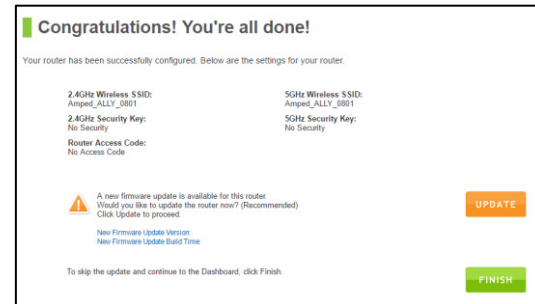 Congratulations! You're all done!
Your router has been successfully configured. Below are the settings for your router.
2.4GHz Wireless SSID:
Amped_ALLY_0801
5GHz Wireless SSID:
Amped_ALLY_0801
2.4GHz Security Key:
No Security
5GHz Security Key:
No Security
Router Access Code:
No Access Code
A new firmware update is available for this router.
Would you like to update the router now? (Recommended)
Click Update to proceed.
UPDATE
New Firmware Update Version:
New Firmware Update Build Time:
To skip the update and continue to the Dashboard, click Finish.
FINISH